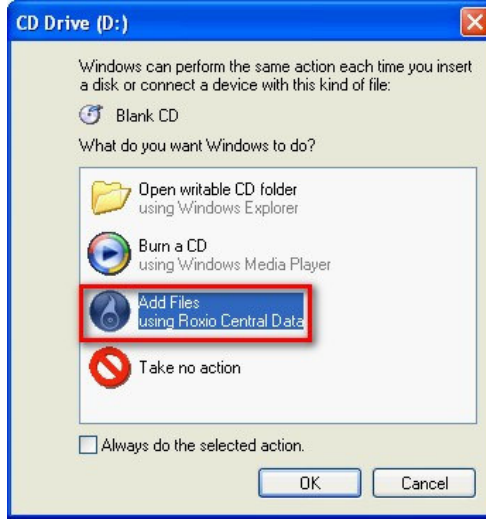 CD Drive (D:)
Windows can perform the same action each time you insert
a disk or connect a device with this kind of file:
Blank CD
What do you want Windows to do?
Open writable CD folder
using Windows Explorer
Burn a CD
using Windows Media Player
Add Files
using Roxio Central Data
Take no action
Always do the selected action.
OK
Cancel